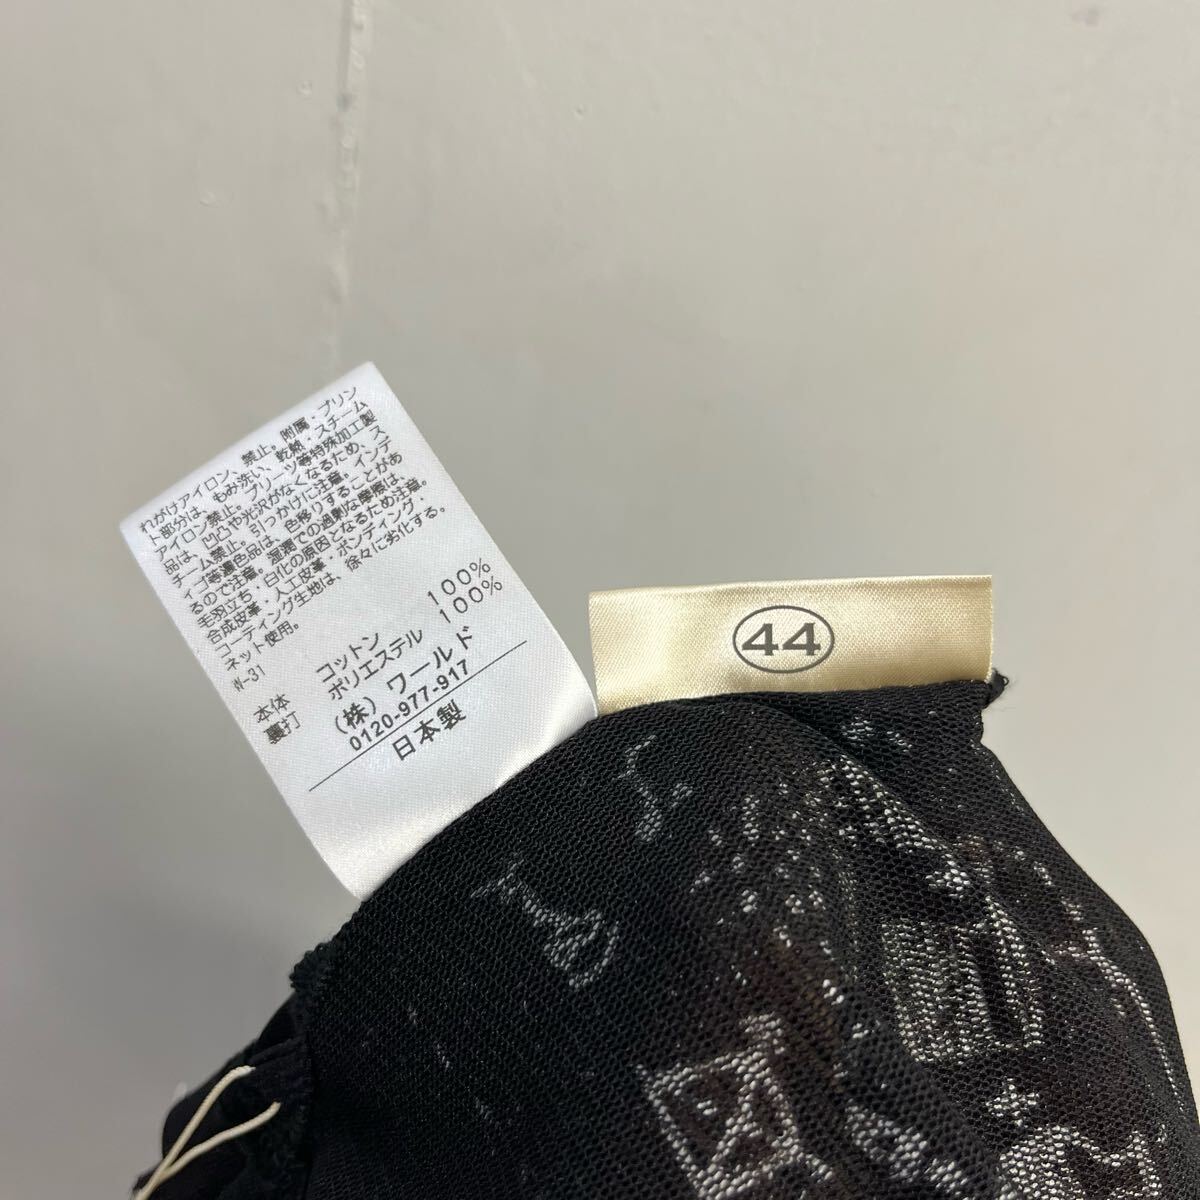 れがけアイロン、禁止。附属・プリン
ト部分は、もみ洗い、乾熱・スチーム
アイロン禁止。プリーツ等特殊加工製
品は、凹凸や光沢がなくなるため、ス
チーム禁止。引っかけに注意。インデ
ィゴ等濃色品は、色移りすることがあ
るので注意。湿潤での過剰な摩擦は、
毛羽立ち・白化の原因となるため注意。
合成皮革・人工皮革・ボンディング・
コーティング生地は、徐々に劣化する。
ネット使用。
W-31
本体 コットン 100%
裏打 ポリエステル 100%
(株) ワールド
0120-977-917
日本製
44